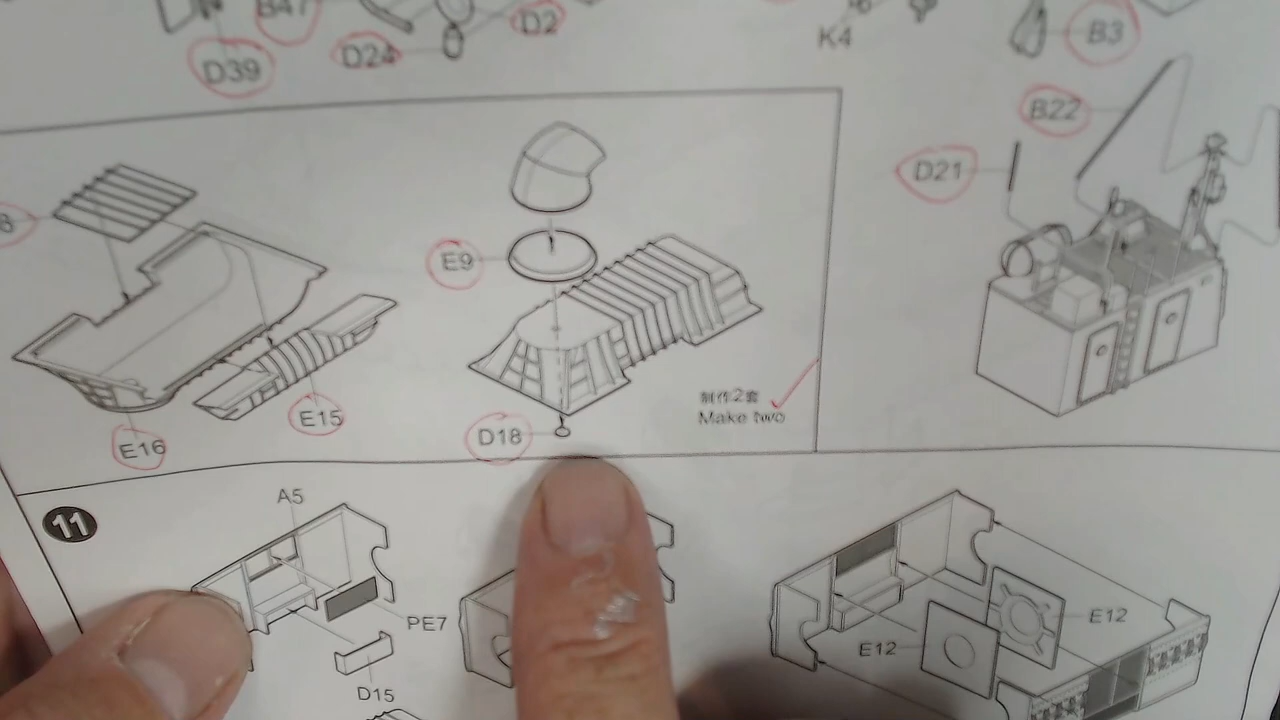 B47
D2
D24
D39
K4
B3
B22
D21
E9
E15
E16
D18
制作2套
Make two
11
A5
PE7
D15
E12
E12